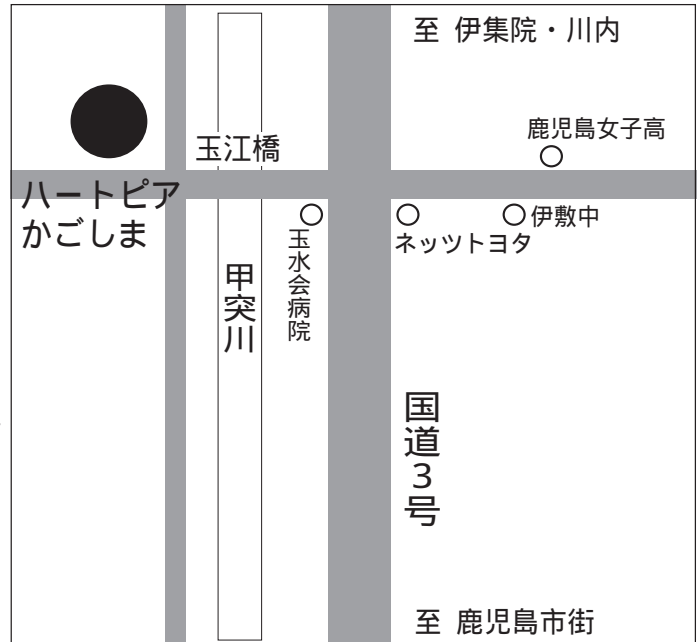 至 伊集院・川内
鹿児島女子高
玉江橋
ハートピア
かごしま
伊敷中
ネッツトヨタ
玉水会病院
甲突川
国道3号
至 鹿児島市街